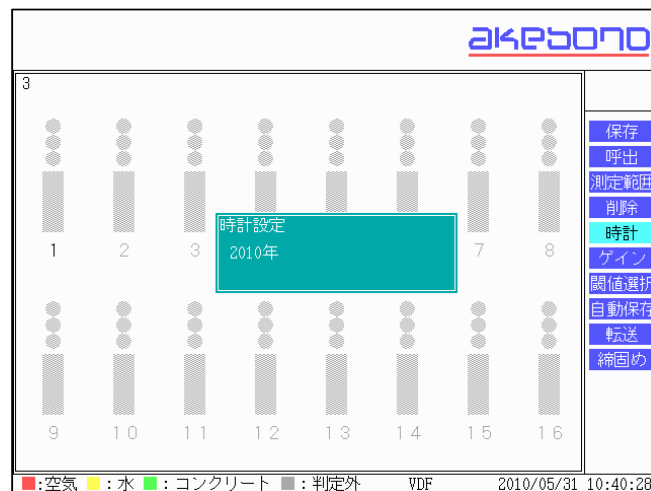 akebono
3
保存
呼出
測定範囲
削除
時計
ゲイン
閾値選択
自動保存
転送
締固め
1 2 3 7 8
時計設定
2010年
9 10 11 12 13 14 15 16
:空気 :水 :コンクリート :判定外 VDF 2010/05/31 10:40:28